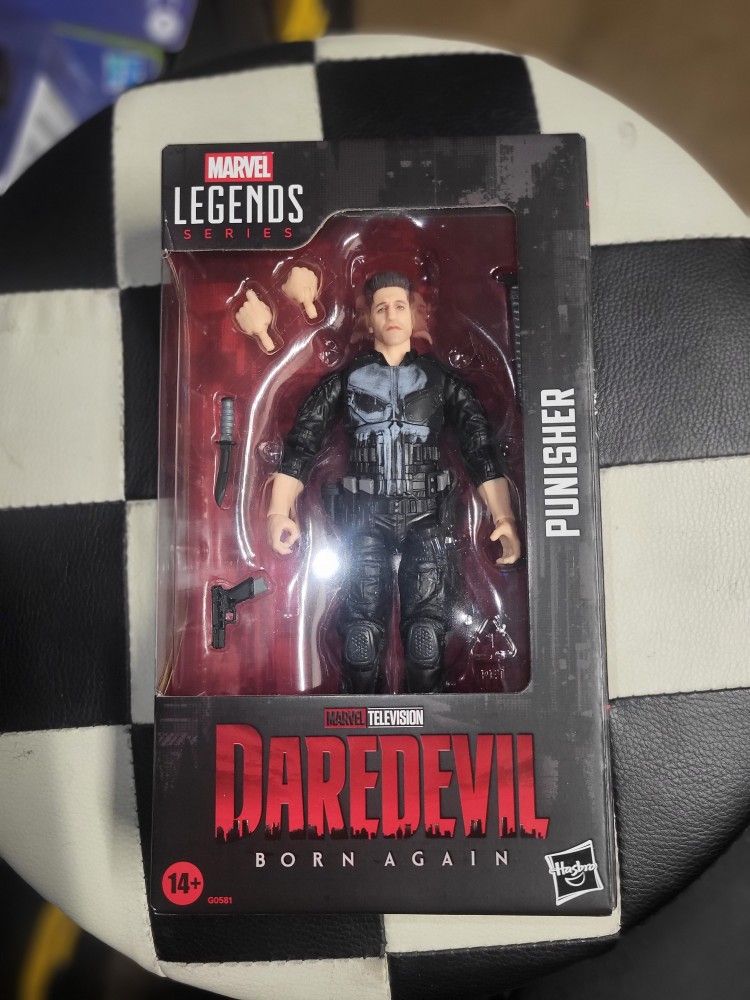 MARVEL
LEGENDS
SERIES
PUNISHER
MARVEL TELEVISION
DAREDEVIL
BORN AGAIN
14+
G0581
Hasbro